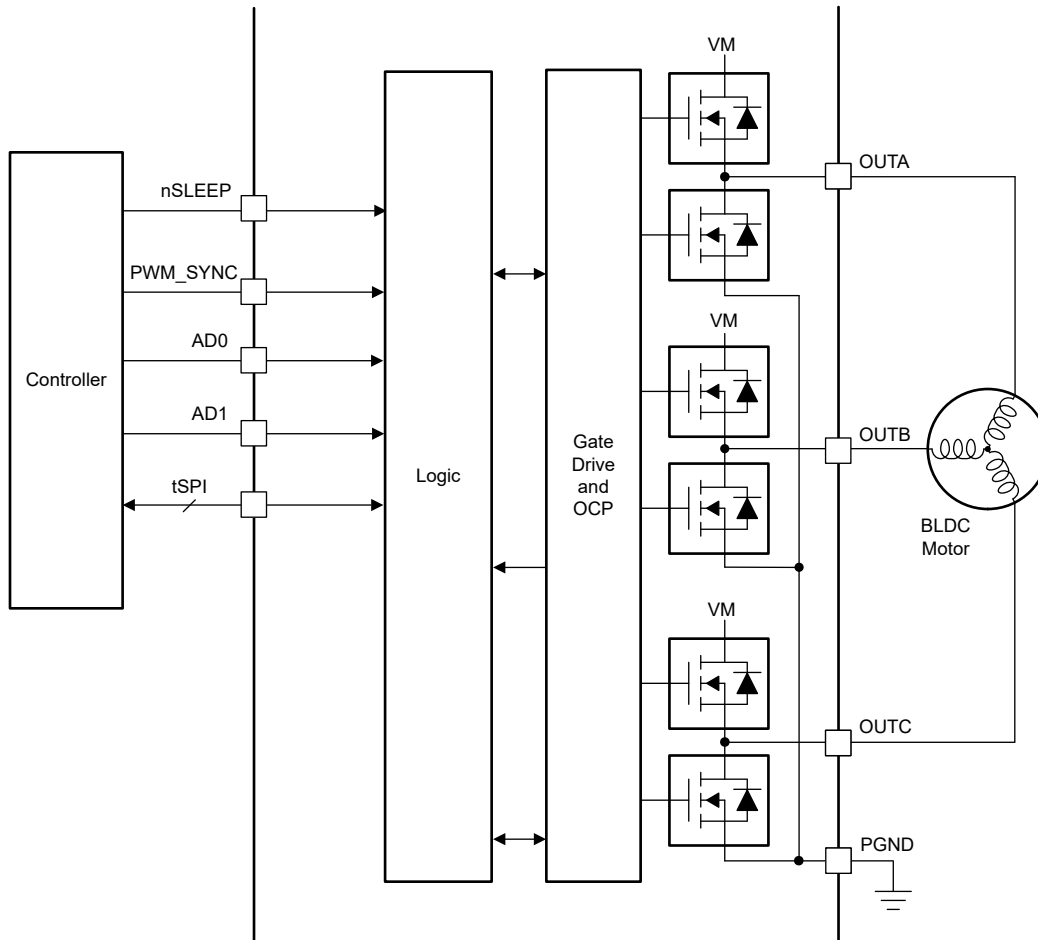 VM
nSLEEP
OUTA
PWM_SYNC
VM
AD0
Controller
AD1
OUTB
Gate
Drive
and
OCP
Logic
tSPI
BLDC
Motor
VM
OUTC
PGND